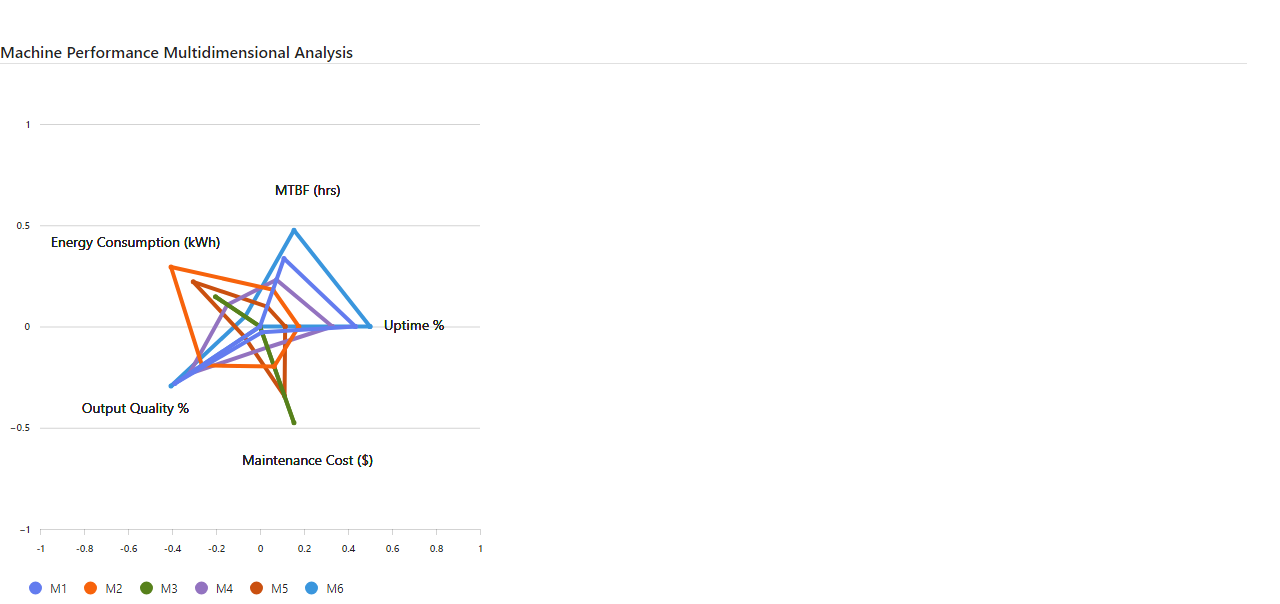 Machine Performance Multidimensional Analysis
1
MTBF (hrs)
0.5
Energy Consumption (kWh)
0
Uptime %
Output Quality %
−0.5
Maintenance Cost ($)
−1
-1 -0.8 -0.6 -0.4 -0.2 0 0.2 0.4 0.6 0.8 1
M1 M2 M3 M4 M5 M6